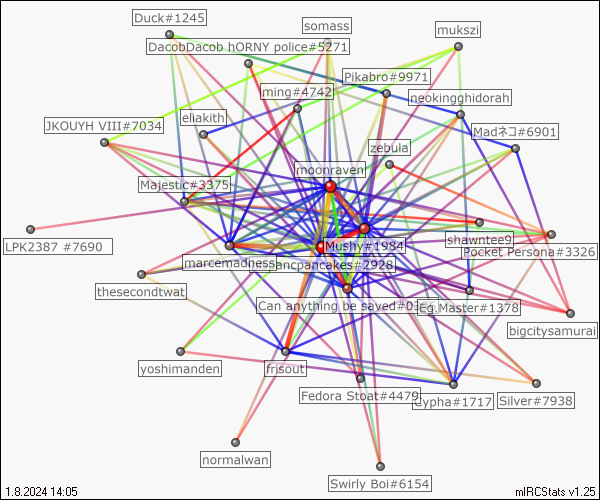 Duck#1245
somass
mukszi
DacobDacob hORNY police#5271
Pikabro#9971
ming#4742
neokingghidorah
eliakith
JKOUYH VIII#7034
Madネコ#6901
zebula
moonraven
Majestic#3375
shawntee9
Mushy#1984
LPK2387 #7690
Pocket Persona#3326
marcemadness
ancpancakes#2928
thesecondtwat
Can anything be saved#0
Eg.Master#1378
bigcitysamurai
yoshimanden
frisout
Fedora Stoat#4479
Cypha#1717
Silver#7938
normalwan
Swirly Boi#6154
1.8.2024 14:05
mIRCStats v1.25